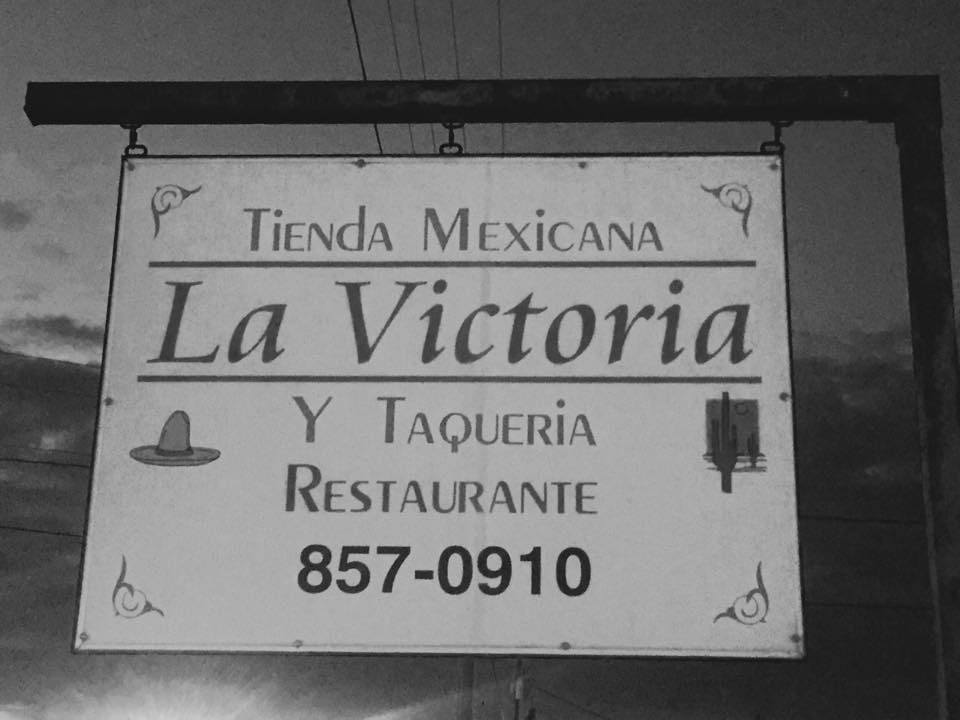 Tienda Mexicana
La Victoria
Y Taqueria
Restaurante
857-0910